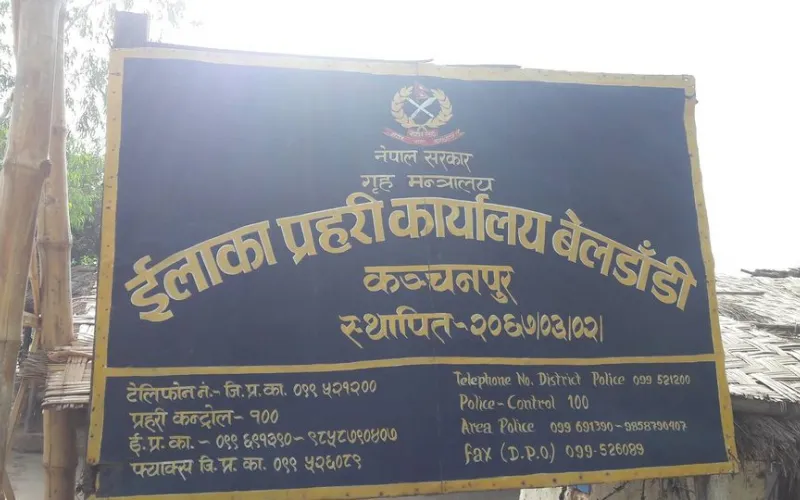 नेपाल सरकार
गृह मन्त्रालय
ईलाका प्रहरी कार्यालय बेलडाँडी
कञ्चनपुर
स्थापित-२०६७।०३।०२।
टेलिफोन नं.- जि.प्र.का. ०९९ ५२१२००
प्रहरी कन्ट्रोल- १००
ई.प्र.का.- ०९९ ६९१३९०-९८५८७९०४०७
फ्याक्स जि.प्र.का. ०९९ ५२६०८९
Telephone No. District Police 099 521200
Police-Control 100
Area Police 099 691390-9858790407
fax (D.P.O) 099-526089